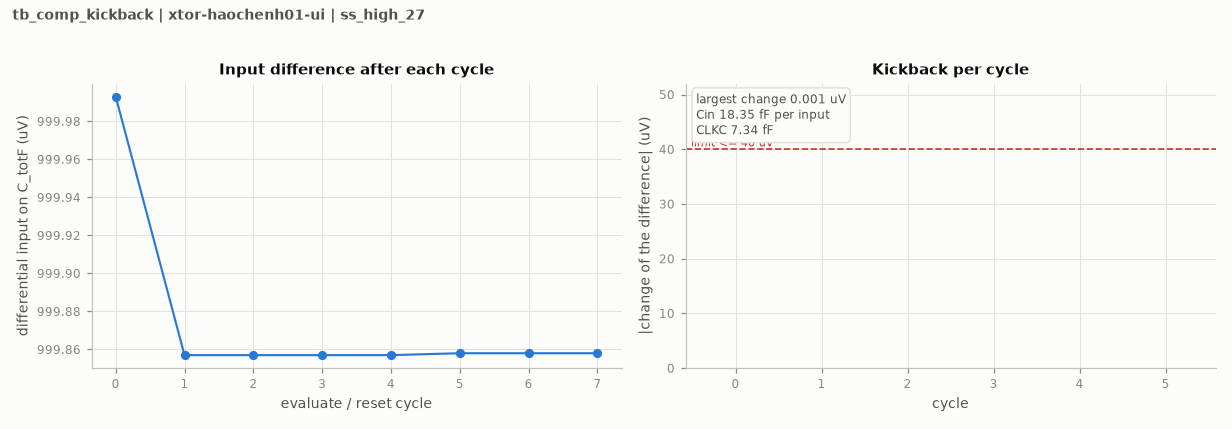 tb_comp_kickback | xtor-haochenh01-ui | ss_high_27
Input difference after each cycle
differential input on C_totF (uV)
999.98
999.96
999.94
999.92
999.90
999.88
999.86
0 1 2 3 4 5 6 7
evaluate / reset cycle
Kickback per cycle
|change of the difference| (uV)
50
40
30
20
10
0
largest change 0.001 uV
Cin 18.35 fF per input
CLKC 7.34 fF
limit <= 40 uV
0 1 2 3 4 5
cycle